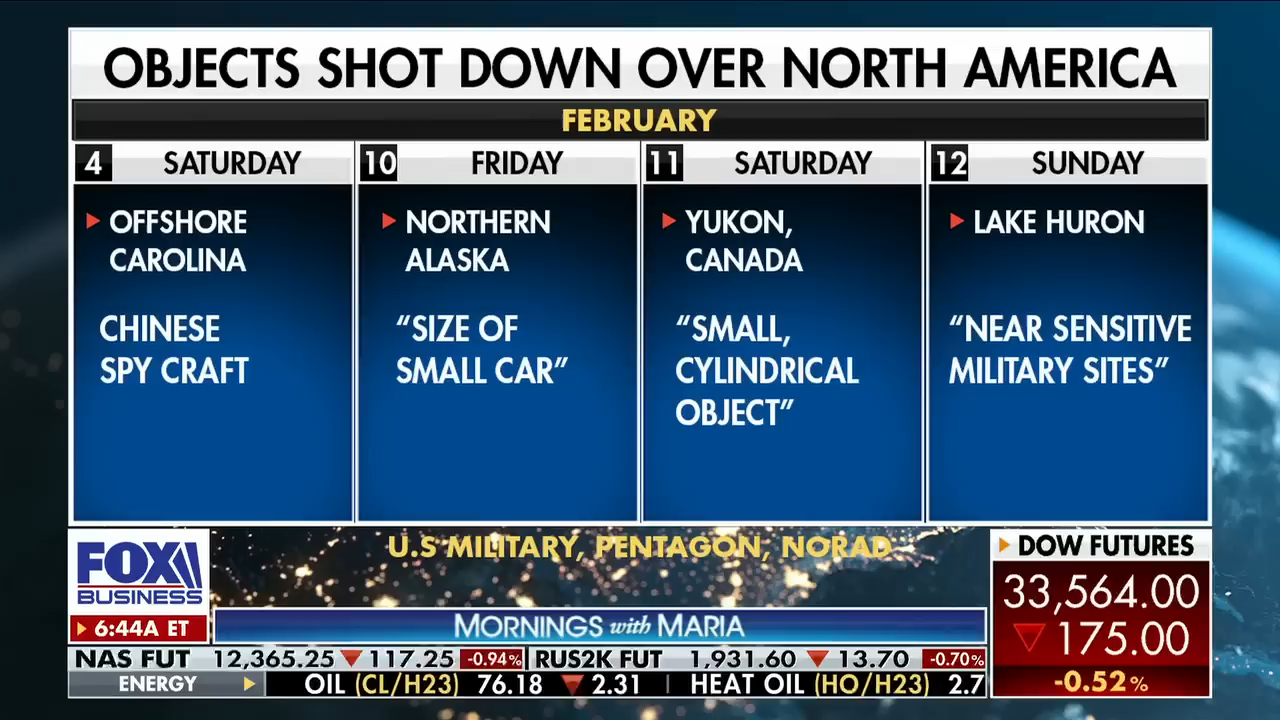 OBJECTS SHOT DOWN OVER NORTH AMERICA
FEBRUARY
4 SATURDAY
OFFSHORE
CAROLINA
CHINESE
SPY CRAFT
10 FRIDAY
NORTHERN
ALASKA
“SIZE OF
SMALL CAR”
11 SATURDAY
YUKON,
CANADA
“SMALL,
CYLINDRICAL
OBJECT”
12 SUNDAY
LAKE HURON
“NEAR SENSITIVE
MILITARY SITES”
U.S MILITARY, PENTAGON, NORAD
FOX
BUSINESS
6:44A ET
MORNINGS with MARIA
DOW FUTURES
33,564.00
175.00
-0.52%
NAS FUT 12,365.25 117.25 -0.94% RUS2K FUT 1,931.60 13.70 -0.70%
ENERGY OIL (CL/H23) 76.18 2.31 HEAT OIL (HO/H23) 2.7